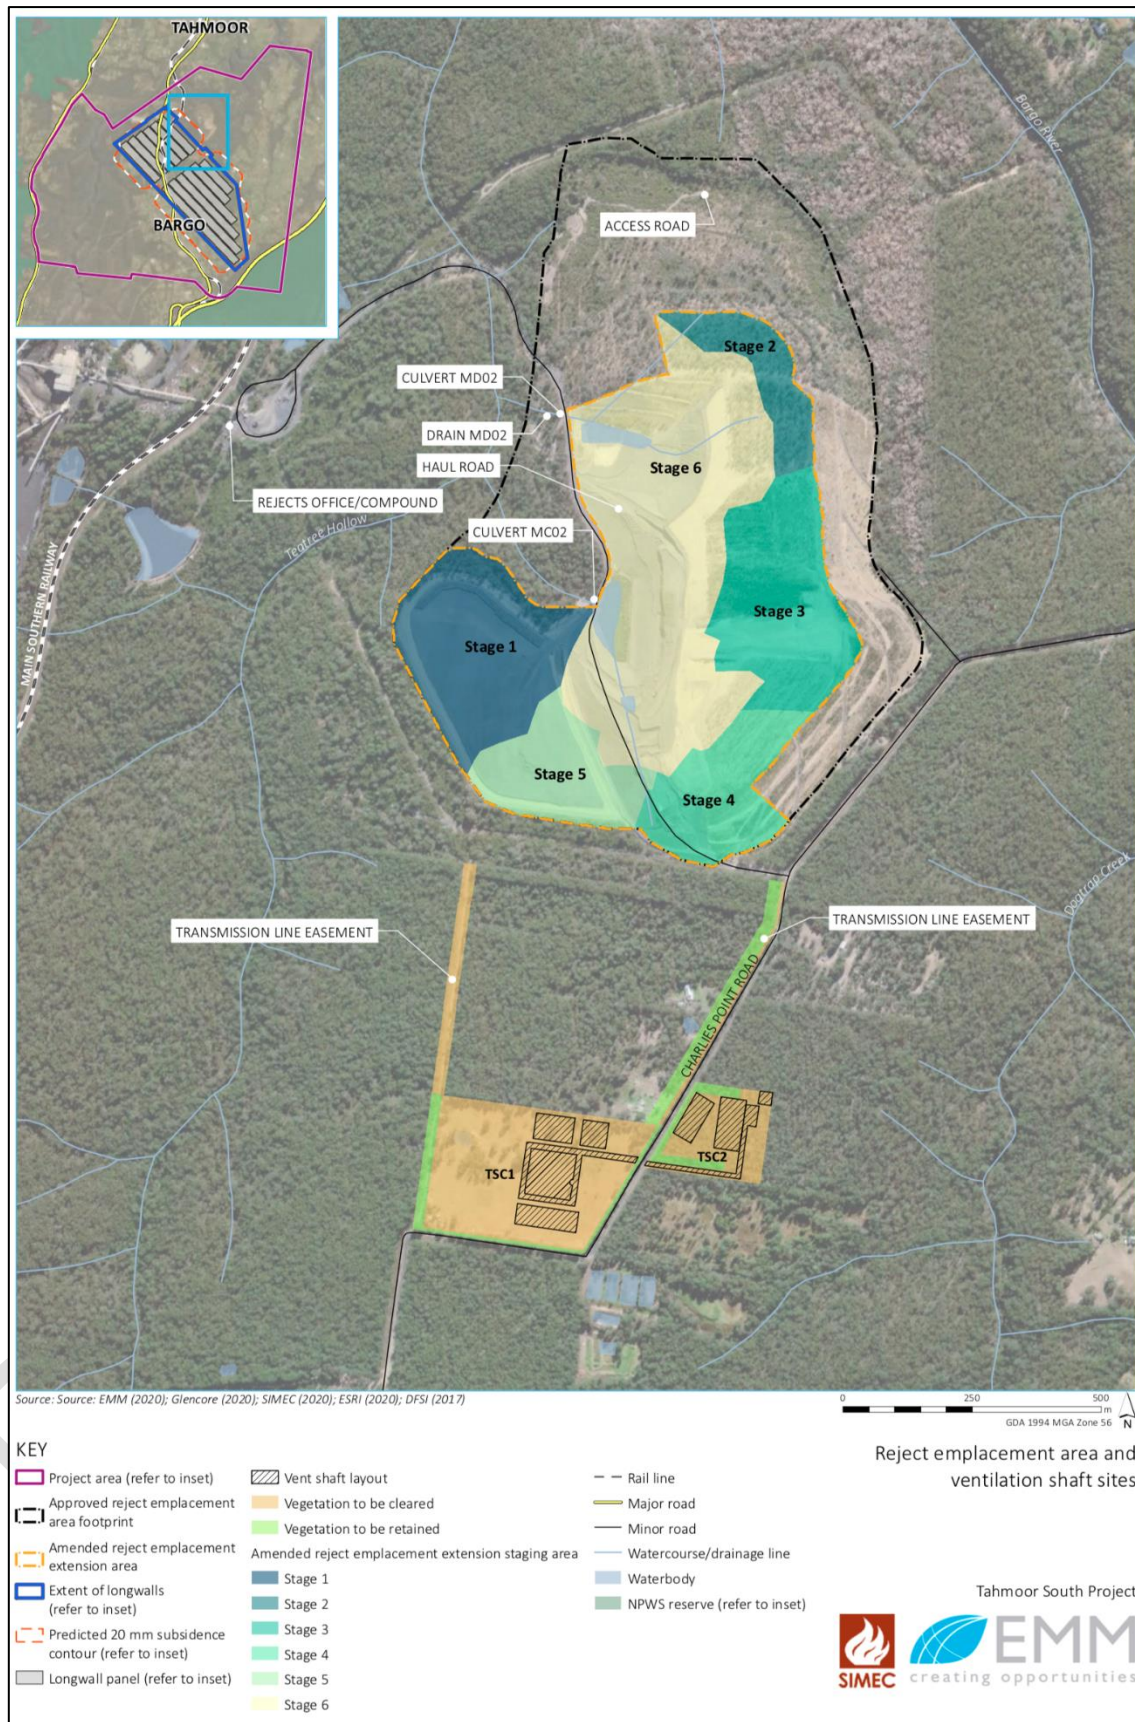 TAHMOOR
BARGO
Bargo River
ACCESS ROAD
Stage 2
CULVERT MD02
DRAIN MD02
HAUL ROAD
Stage 6
REJECTS OFFICE/COMPOUND
CULVERT MC02
Teatree Hollow
MAIN SOUTHERN RAILWAY
Stage 3
Stage 1
Stage 5
Stage 4
Dogtrap Creek
TRANSMISSION LINE EASEMENT
TRANSMISSION LINE EASEMENT
CHARLIES POINT ROAD
TSC1
TSC2
Source: Source: EMM (2020); Glencore (2020); SIMEC (2020); ESRI (2020); DFSI (2017)
0 250 500
m
GDA 1994 MGA Zone 56
N
KEY
Project area (refer to inset)
Approved reject emplacement
area footprint
Amended reject emplacement
extension area
Extent of longwalls
(refer to inset)
Predicted 20 mm subsidence
contour (refer to inset)
Longwall panel (refer to inset)
Vent shaft layout
Vegetation to be cleared
Vegetation to be retained
Amended reject emplacement extension staging area
Stage 1
Stage 2
Stage 3
Stage 4
Stage 5
Stage 6
Rail line
Major road
Minor road
Watercourse/drainage line
Waterbody
NPWS reserve (refer to inset)
Reject emplacement area and
ventilation shaft sites
Tahmoor South Project
SIMEC
EMM
creating opportunities